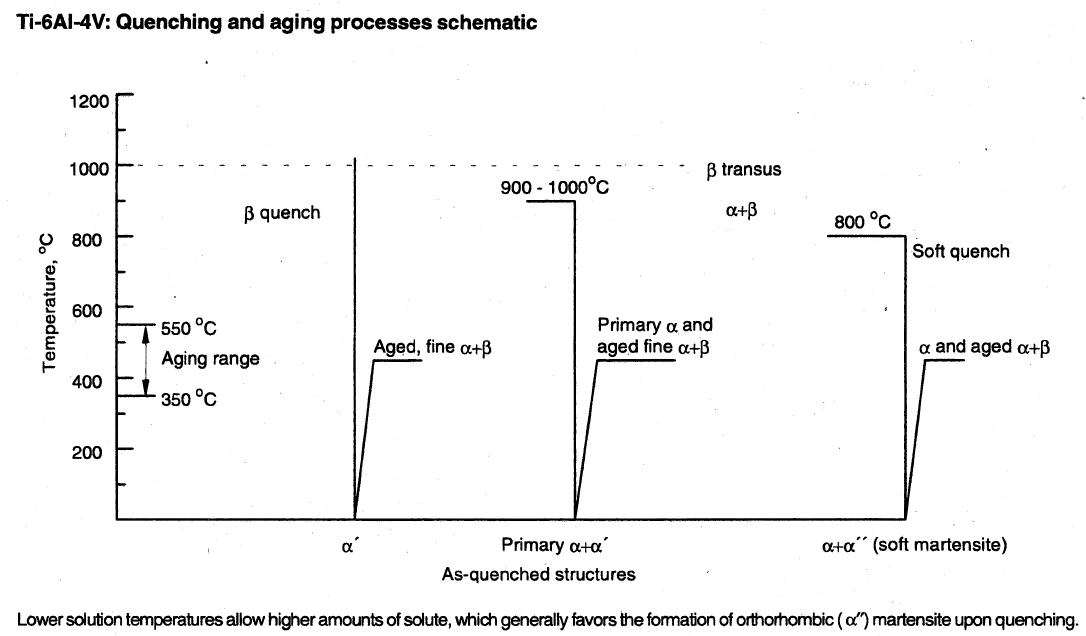 Ti-6Al-4V: Quenching and aging processes schematic
1200
1000
800
600
400
200
Temperature, °C
β transus
α+β
β quench
900 - 1000°C
800 °C
Soft quench
550 °C
Aging range
350 °C
Aged, fine α+β
Primary α and
aged fine α+β
α and aged α+β
α´
Primary α+α´
α+α´´ (soft martensite)
As-quenched structures
Lower solution temperatures allow higher amounts of solute, which generally favors the formation of orthorhombic (α″) martensite upon quenching.